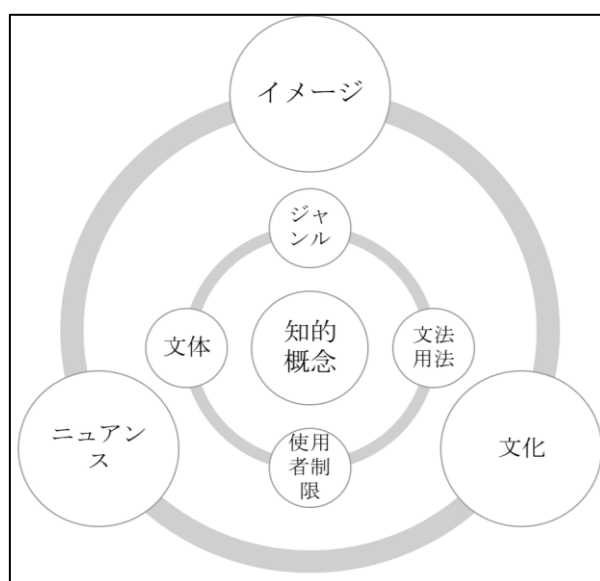 イメージ
ジャ
ンル
文体
知的
概念
文法
用法
使用
者制
限
ニュアン
ス
文化